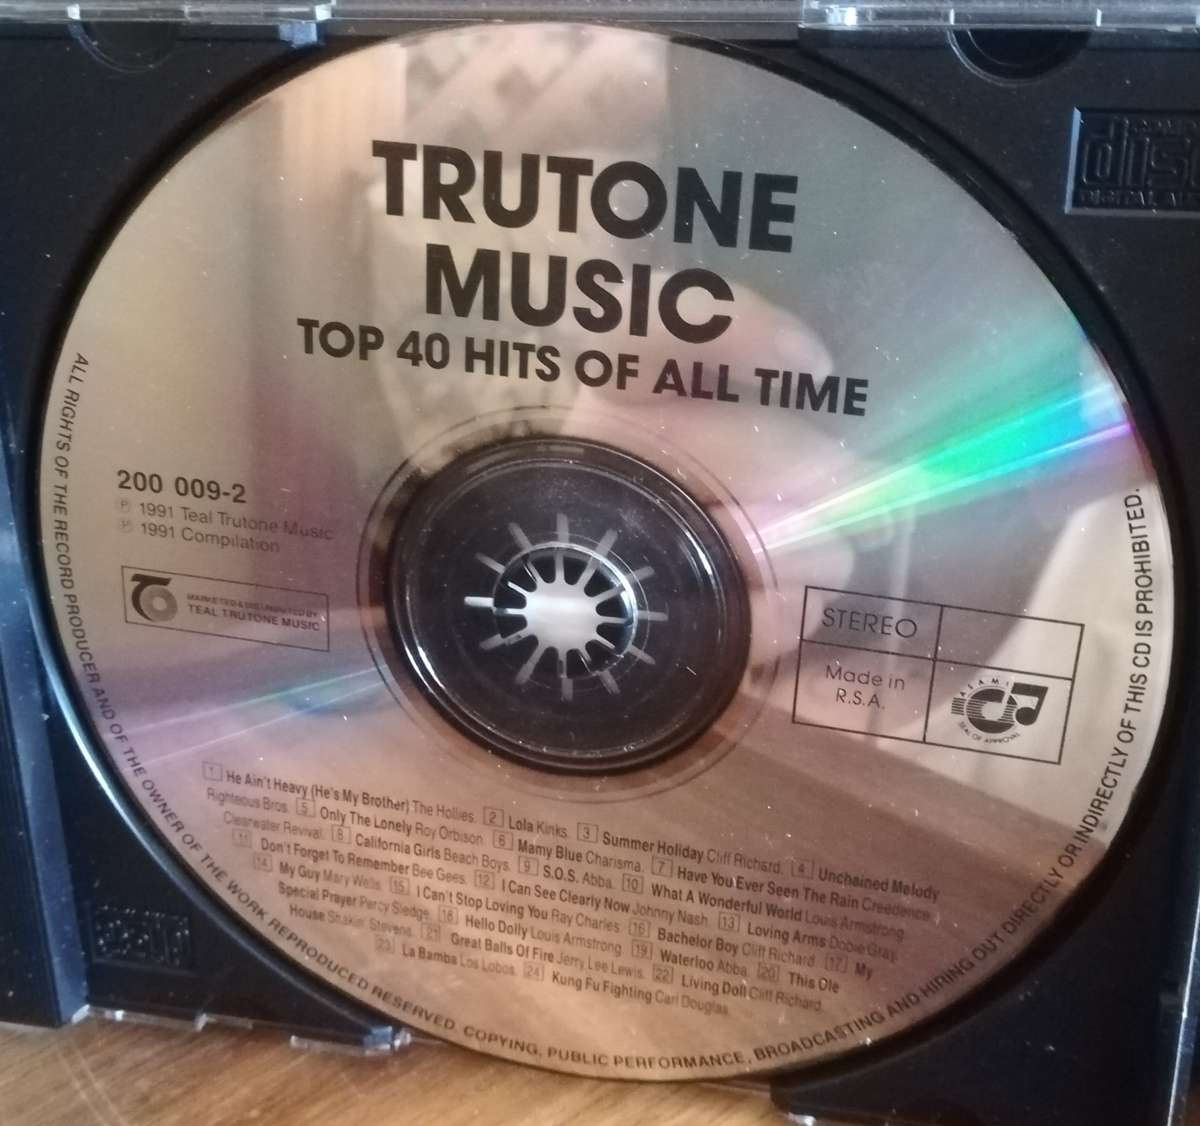 TRUTONE
MUSIC
TOP 40 HITS OF ALL TIME
200 009-2
℗ 1991 Teal Trutone Music
℗ 1991 Compilation
MARKETED & DISTRIBUTED BY
TEAL TRUTONE MUSIC
STEREO
Made in
R.S.A.
ASAMI
SEAL OF APPROVAL
1 He Ain't Heavy (He's My Brother) The Hollies. 2 Lola Kinks. 3 Summer Holiday Cliff Richard. 4 Unchained Melody
Righteous Bros. 5 Only The Lonely Roy Orbison. 6 Mamy Blue Charisma. 7 Have You Ever Seen The Rain Creedence
Clearwater Revival. 8 California Girls Beach Boys. 9 S.O.S. Abba. 10 What A Wonderful World Louis Armstrong.
11 Don't Forget To Remember Bee Gees. 12 I Can See Clearly Now Johnny Nash. 13 Loving Arms Dobie Gray.
14 My Guy Mary Wells. 15 I Can't Stop Loving You Ray Charles. 16 Bachelor Boy Cliff Richard. 17 My
Special Prayer Percy Sledge. 18 Hello Dolly Louis Armstrong. 19 Waterloo Abba. 20 This Ole
House Shakin' Stevens. 21 Great Balls Of Fire Jerry Lee Lewis. 22 Living Doll Cliff Richard.
23 La Bamba Los Lobos. 24 Kung Fu Fighting Carl Douglas.
ALL RIGHTS OF THE RECORD PRODUCER AND OF THE OWNER OF THE WORK REPRODUCED RESERVED. COPYING, PUBLIC PERFORMANCE, BROADCASTING AND HIRING OUT DIRECTLY OR INDIRECTLY OF THIS CD IS PROHIBITED.